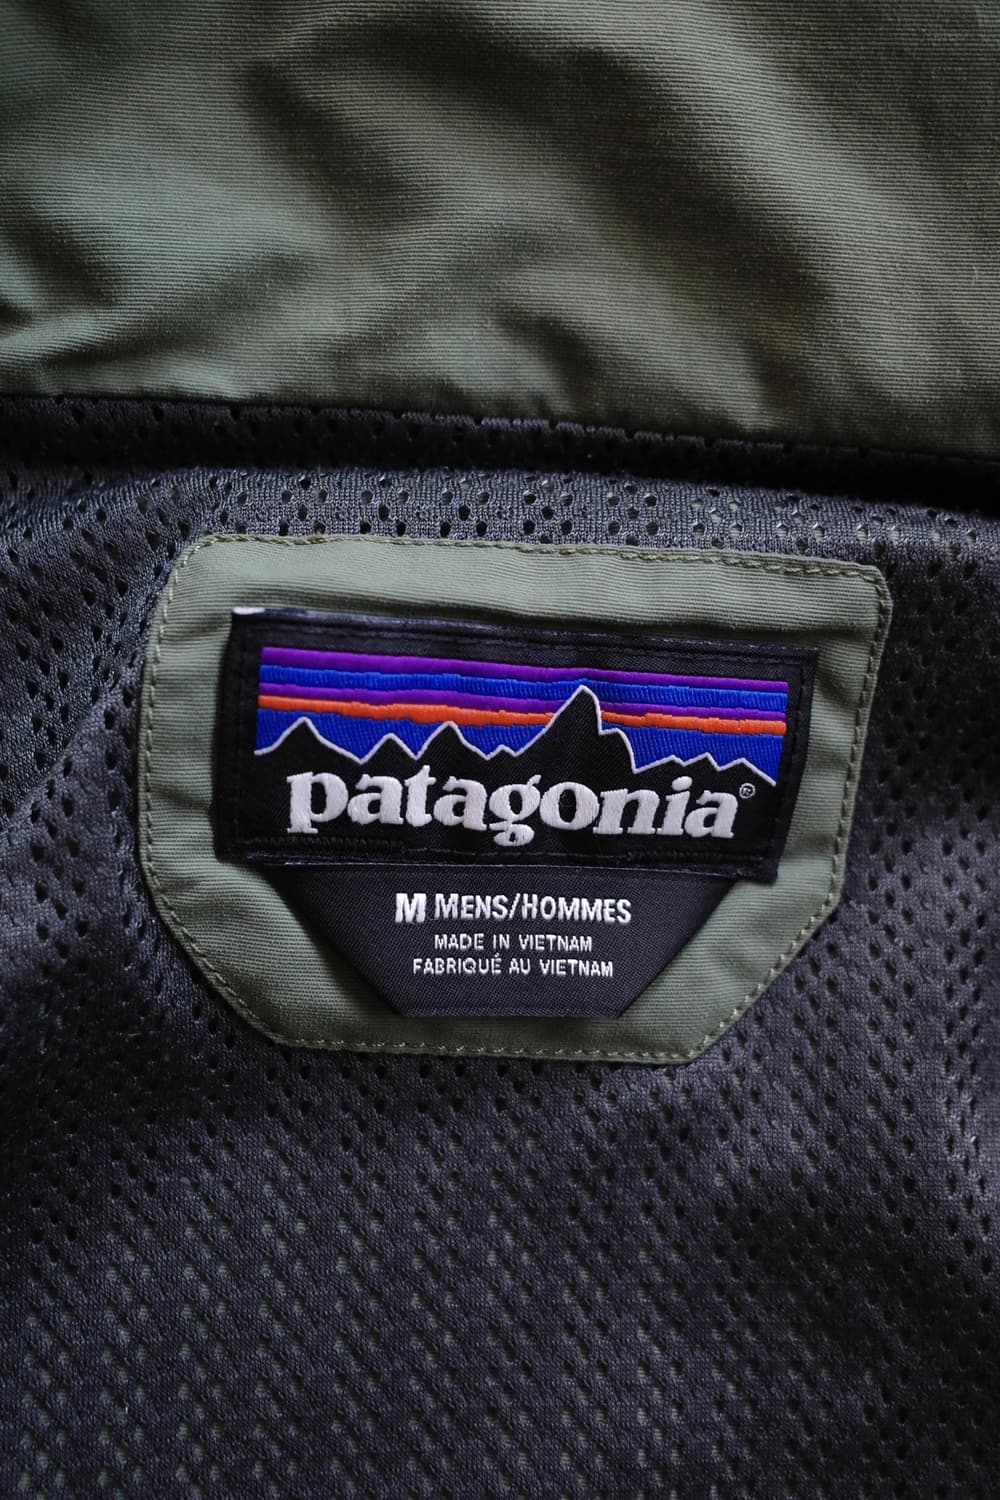 patagonia®
M MENS/HOMMES
MADE IN VIETNAM
FABRIQUÉ AU VIETNAM